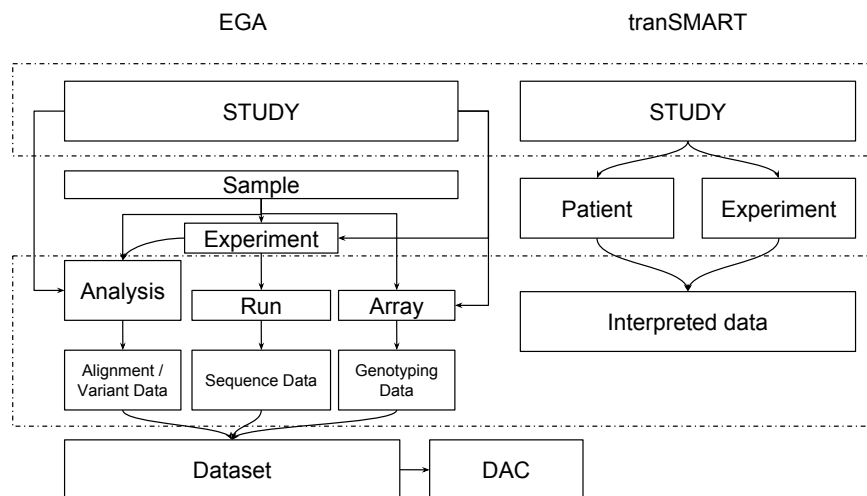 EGA
tranSMART
STUDY
STUDY
Sample
Patient
Experiment
Experiment
Analysis
Run
Array
Interpreted data
Alignment /
Variant Data
Sequence Data
Genotyping
Data
Dataset
DAC